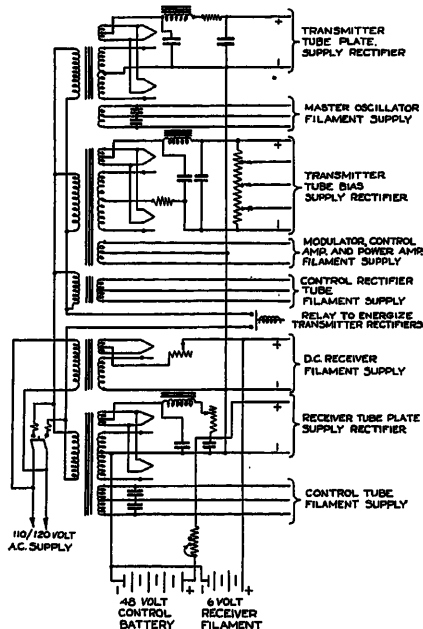 TRANSMITTER
TUBE PLATE.
SUPPLY RECTIFIER
MASTER OSCILLATOR
FILAMENT SUPPLY
TRANSMITTER
TUBE BIAS
SUPPLY RECTIFIER
MODULATOR, CONTROL
AMP. AND POWER AMP.
FILAMENT SUPPLY
CONTROL RECTIFIER
TUBE
FILAMENT SUPPLY
RELAY TO ENERGIZE
TRANSMITTER RECTIFIERS
D.C. RECEIVER
FILAMENT SUPPLY
RECEIVER TUBE PLATE
SUPPLY RECTIFIER
CONTROL TUBE
FILAMENT SUPPLY
110/120 VOLT
A.C. SUPPLY
48 VOLT
CONTROL
BATTERY
6 VOLT
RECEIVER
FILAMENT